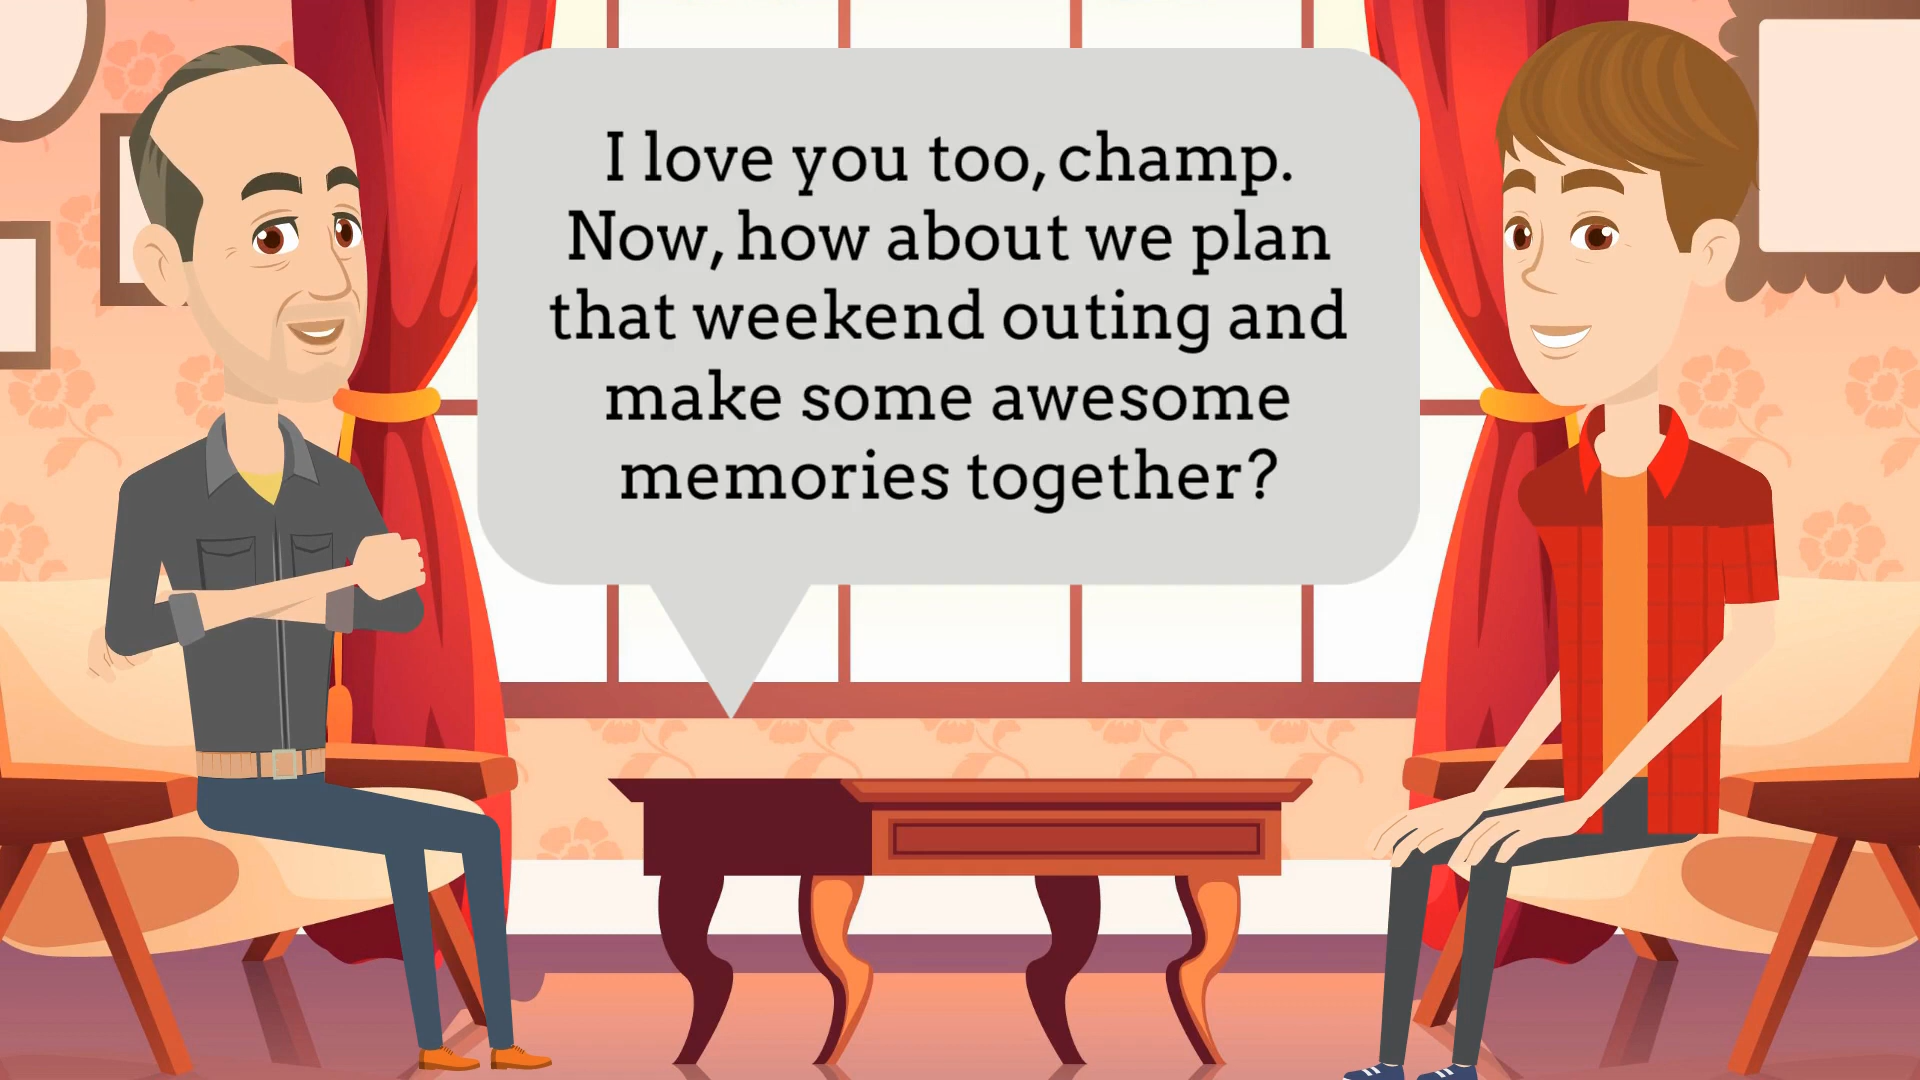 I love you too, champ.
Now, how about we plan
that weekend outing and
make some awesome
memories together?